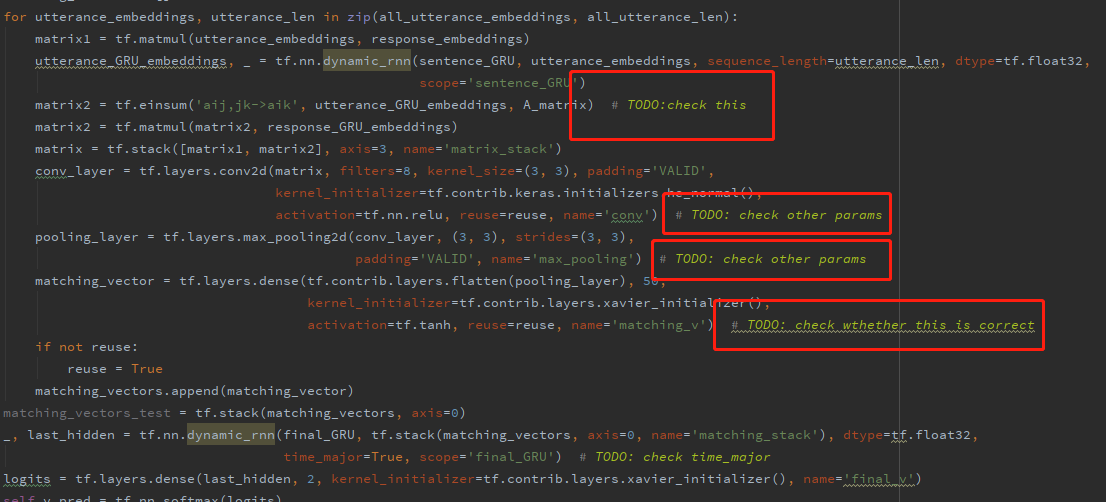 for utterance_embeddings, utterance_len in zip(all_utterance_embeddings, all_utterance_len):
matrix1 = tf.matmul(utterance_embeddings, response_embeddings)
utterance_GRU_embeddings, _ = tf.nn.dynamic_rnn(sentence_GRU, utterance_embeddings, sequence_length=utterance_len, dtype=tf.float32,
scope='sentence_GRU')
matrix2 = tf.einsum('aij,jk->aik', utterance_GRU_embeddings, A_matrix)  # TODO:check this
matrix2 = tf.matmul(matrix2, response_GRU_embeddings)
matrix = tf.stack([matrix1, matrix2], axis=3, name='matrix_stack')
conv_layer = tf.layers.conv2d(matrix, filters=8, kernel_size=(3, 3), padding='VALID',
kernel_initializer=tf.contrib.keras.initializers.he_normal(),
activation=tf.nn.relu, reuse=reuse, name='conv')  # TODO: check other params
pooling_layer = tf.layers.max_pooling2d(conv_layer, (3, 3), strides=(3, 3),
padding='VALID', name='max_pooling')  # TODO: check other params
matching_vector = tf.layers.dense(tf.contrib.layers.flatten(pooling_layer), 50,
kernel_initializer=tf.contrib.layers.xavier_initializer(),
activation=tf.tanh, reuse=reuse, name='matching_v')  # TODO: check wthether this is correct
if not reuse:
reuse = True
matching_vectors.append(matching_vector)
matching_vectors_test = tf.stack(matching_vectors, axis=0)
_, last_hidden = tf.nn.dynamic_rnn(final_GRU, tf.stack(matching_vectors, axis=0, name='matching_stack'), dtype=tf.float32,
time_major=True, scope='final_GRU')  # TODO: check time_major
logits = tf.layers.dense(last_hidden, 2, kernel_initializer=tf.contrib.layers.xavier_initializer(), name='final_v')
self.y_pred = tf.nn.softmax(logits)